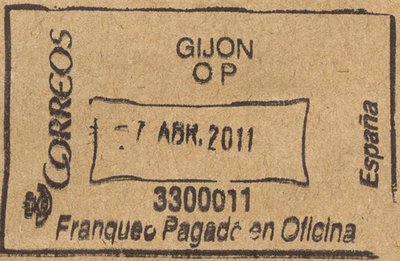 CORREOS
GIJON
O P
- 7 ABR. 2011
3300011
Franqueo Pagado en Oficina
España